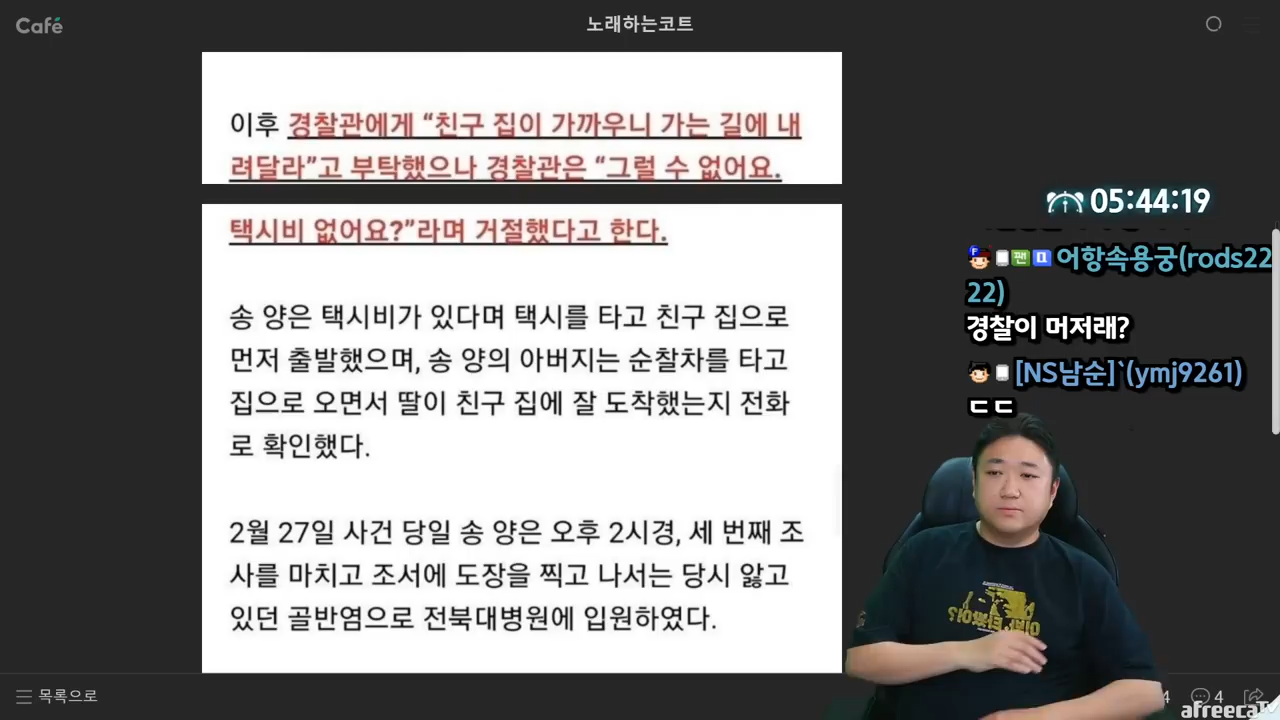 Café
노래하는코트
이후 경찰관에게 “친구 집이 가까우니 가는 길에 내
려달라”고 부탁했으나 경찰관은 “그럴 수 없어요.
택시비 없어요?”라며 거절했다고 한다.
송 양은 택시비가 있다며 택시를 타고 친구 집으로
먼저 출발했으며, 송 양의 아버지는 순찰차를 타고
집으로 오면서 딸이 친구 집에 잘 도착했는지 전화
로 확인했다.
2월 27일 사건 당일 송 양은 오후 2시경, 세 번째 조
사를 마치고 조서에 도장을 찍고 나서는 당시 앓고
있던 골반염으로 전북대병원에 입원하였다.
05:44:19
F 팬 α 어항속용궁(rods22
22)
경찰이 머저래?
[NS남순]`(ymj9261)
ㄷㄷ
목록으로
4 4
afreecaTV